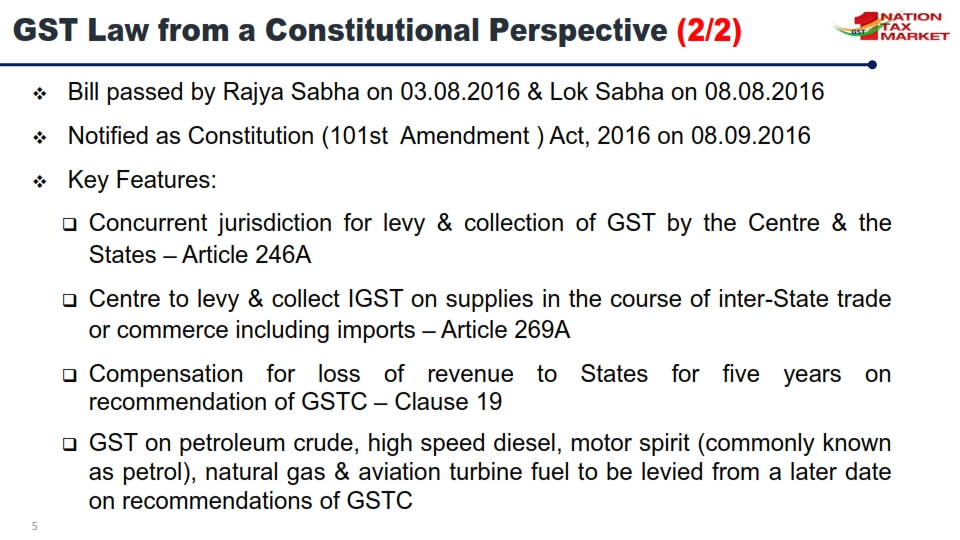 GST Law from a Constitutional Perspective (2/2)
GST
1 NATION
TAX
MARKET
❖ Bill passed by Rajya Sabha on 03.08.2016 & Lok Sabha on 08.08.2016
❖ Notified as Constitution (101st Amendment ) Act, 2016 on 08.09.2016
❖ Key Features:
❑ Concurrent jurisdiction for levy & collection of GST by the Centre & the
States – Article 246A
❑ Centre to levy & collect IGST on supplies in the course of inter-State trade
or commerce including imports – Article 269A
❑ Compensation for loss of revenue to States for five years on
recommendation of GSTC – Clause 19
❑ GST on petroleum crude, high speed diesel, motor spirit (commonly known
as petrol), natural gas & aviation turbine fuel to be levied from a later date
on recommendations of GSTC
5